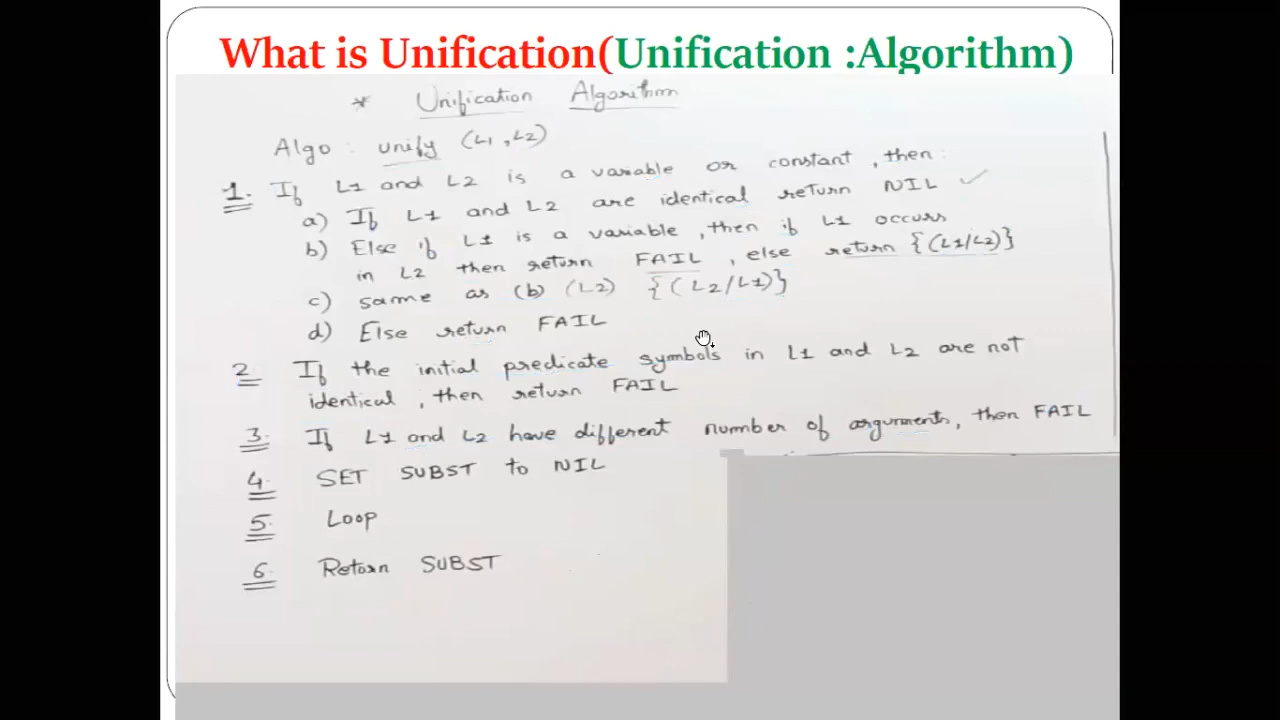 What is Unification(Unification :Algorithm)
* Unification Algorithm
Algo : unify (L1, L2)
1. If L1 and L2 is a variable or constant, then:
a) If L1 and L2 are identical return NIL ✓
b) Else if L1 is a variable, then if L1 occurs
in L2 then return FAIL, else return {(L1/L2)}
c) same as (b) (L2) {(L2/L1)}
d) Else return FAIL
2. If the initial predicate symbols in L1 and L2 are not
identical, then return FAIL
3. If L1 and L2 have different number of arguments, then FAIL
4. SET SUBST to NIL
5. Loop
6. Return SUBST